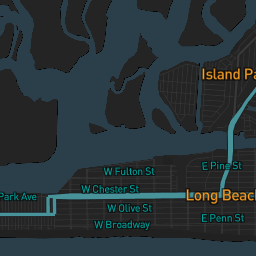 Island Pa
E Pine St
W Fulton St
W Chester St
Park Ave
Long Beach
W Olive St
E Penn St
W Broadway